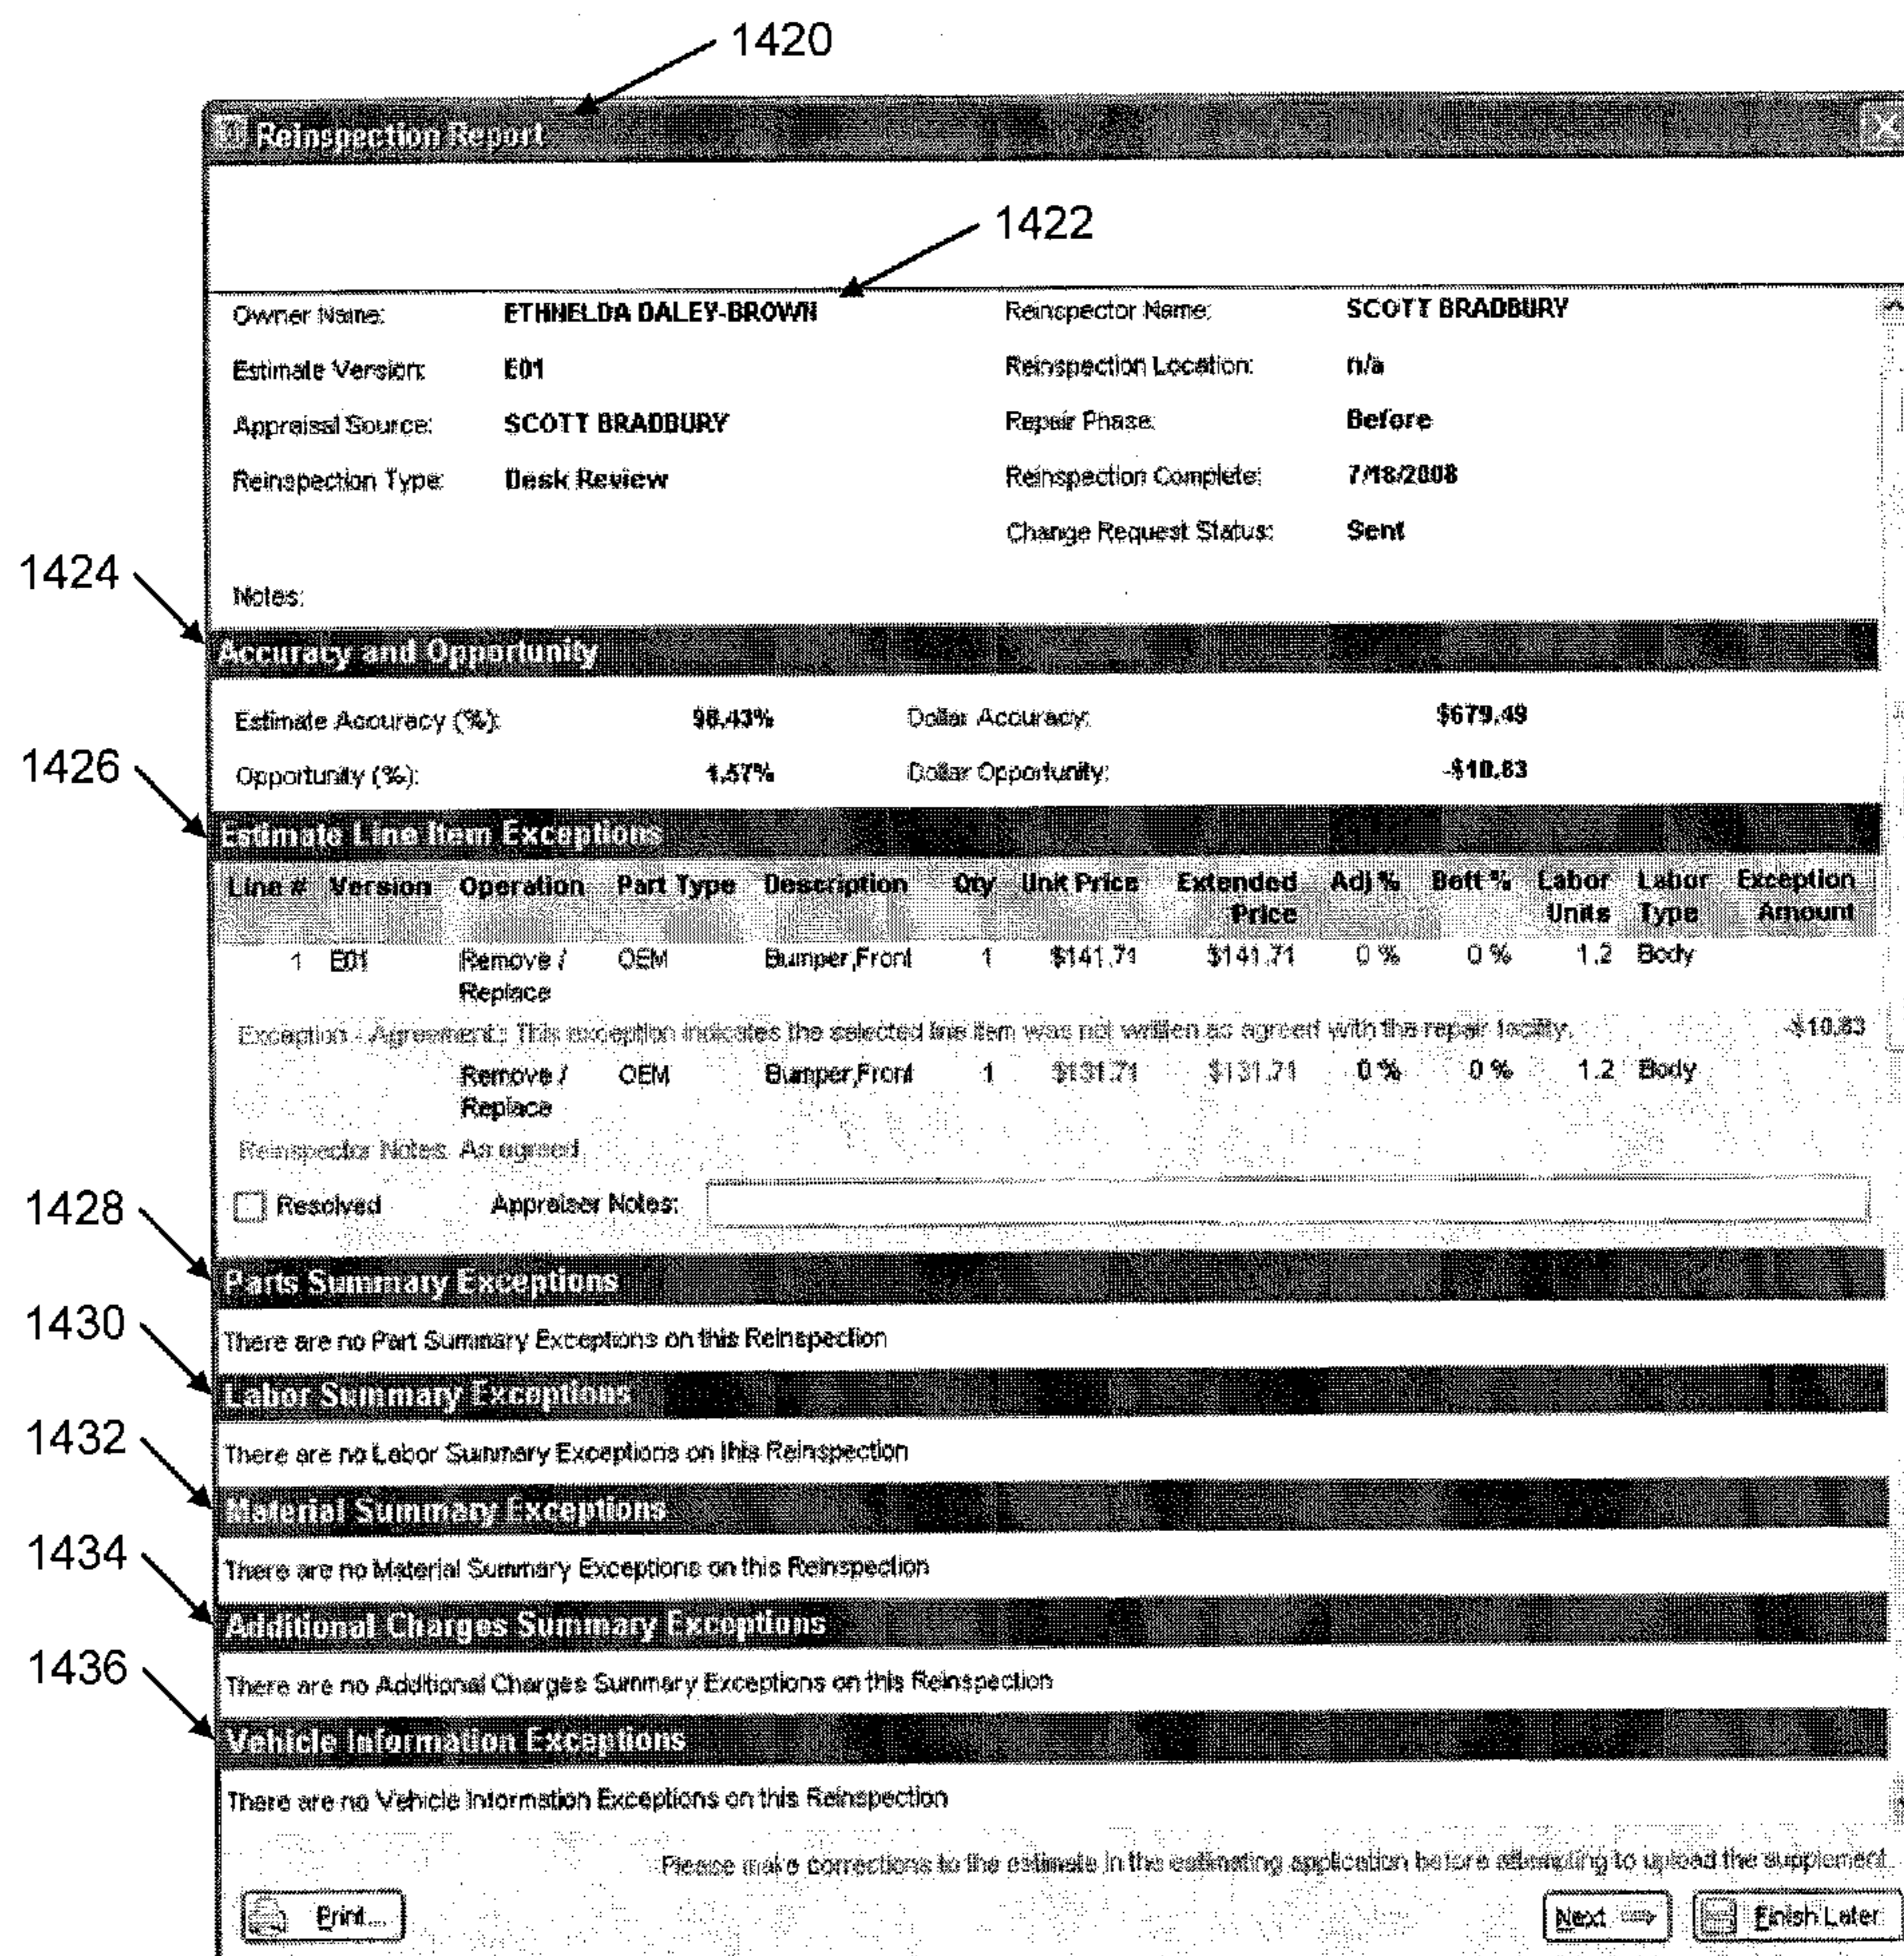 1420
Reinspection Report
1422
Owner Name: ETHNELDA DALEY-BROWN Reinspector Name: SCOTT BRADBURY
Estimate Version: E01 Reinspection Location: n/a
Appraisal Source: SCOTT BRADBURY Repair Phase: Before
Reinspection Type: Desk Review Reinspection Complete: 7/18/2008
Change Request Status: Sent
1424
Notes:
Accuracy and Opportunity
Estimate Accuracy (%): 98.43% Dollar Accuracy: $679.49
1426
Opportunity (%): 1.57% Dollar Opportunity: -$10.83
Estimate Line Item Exceptions
Line # Version Operation Part Type Description Qty Unit Price Extended Price Adj % Bett % Labor Units Labor Type Exception Amount
1 E01 Remove / Replace OEM Bumper,Front 1 $141.71 $141.71 0 % 0 % 1.2 Body
Exception - Agreement: This exception indicates the selected line item was not written as agreed with the repair facility. -$10.83
Remove / Replace OEM Bumper,Front 1 $131.71 $131.71 0 % 0 % 1.2 Body
Reinspector Notes: As agreed
1428
Resolved Appraiser Notes:
Parts Summary Exceptions
1430
There are no Part Summary Exceptions on this Reinspection
Labor Summary Exceptions
1432
There are no Labor Summary Exceptions on this Reinspection
Material Summary Exceptions
1434
There are no Material Summary Exceptions on this Reinspection
Additional Charges Summary Exceptions
1436
There are no Additional Charges Summary Exceptions on this Reinspection
Vehicle Information Exceptions
There are no Vehicle Information Exceptions on this Reinspection
Please make corrections to the estimate in the estimating application before attempting to upload the supplement.
Print... Next Finish Later